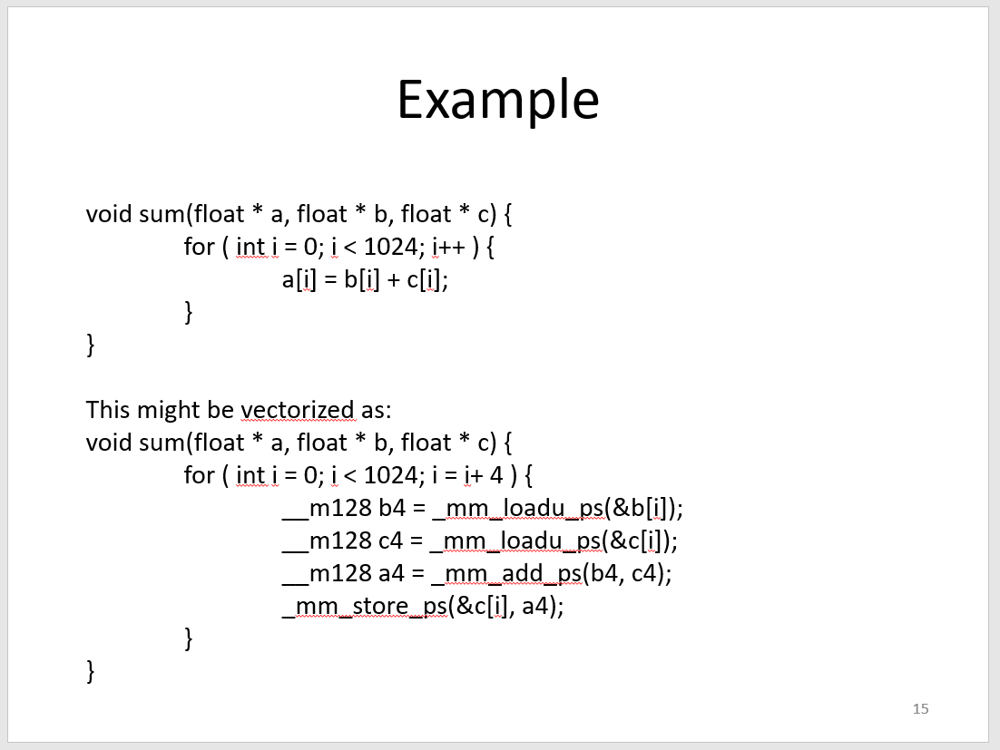 Example
void sum(float * a, float * b, float * c) {
for ( int i = 0; i < 1024; i++ ) {
a[i] = b[i] + c[i];
}
}
This might be vectorized as:
void sum(float * a, float * b, float * c) {
for ( int i = 0; i < 1024; i = i+ 4 ) {
__m128 b4 = _mm_loadu_ps(&b[i]);
__m128 c4 = _mm_loadu_ps(&c[i]);
__m128 a4 = _mm_add_ps(b4, c4);
_mm_store_ps(&c[i], a4);
}
}
15